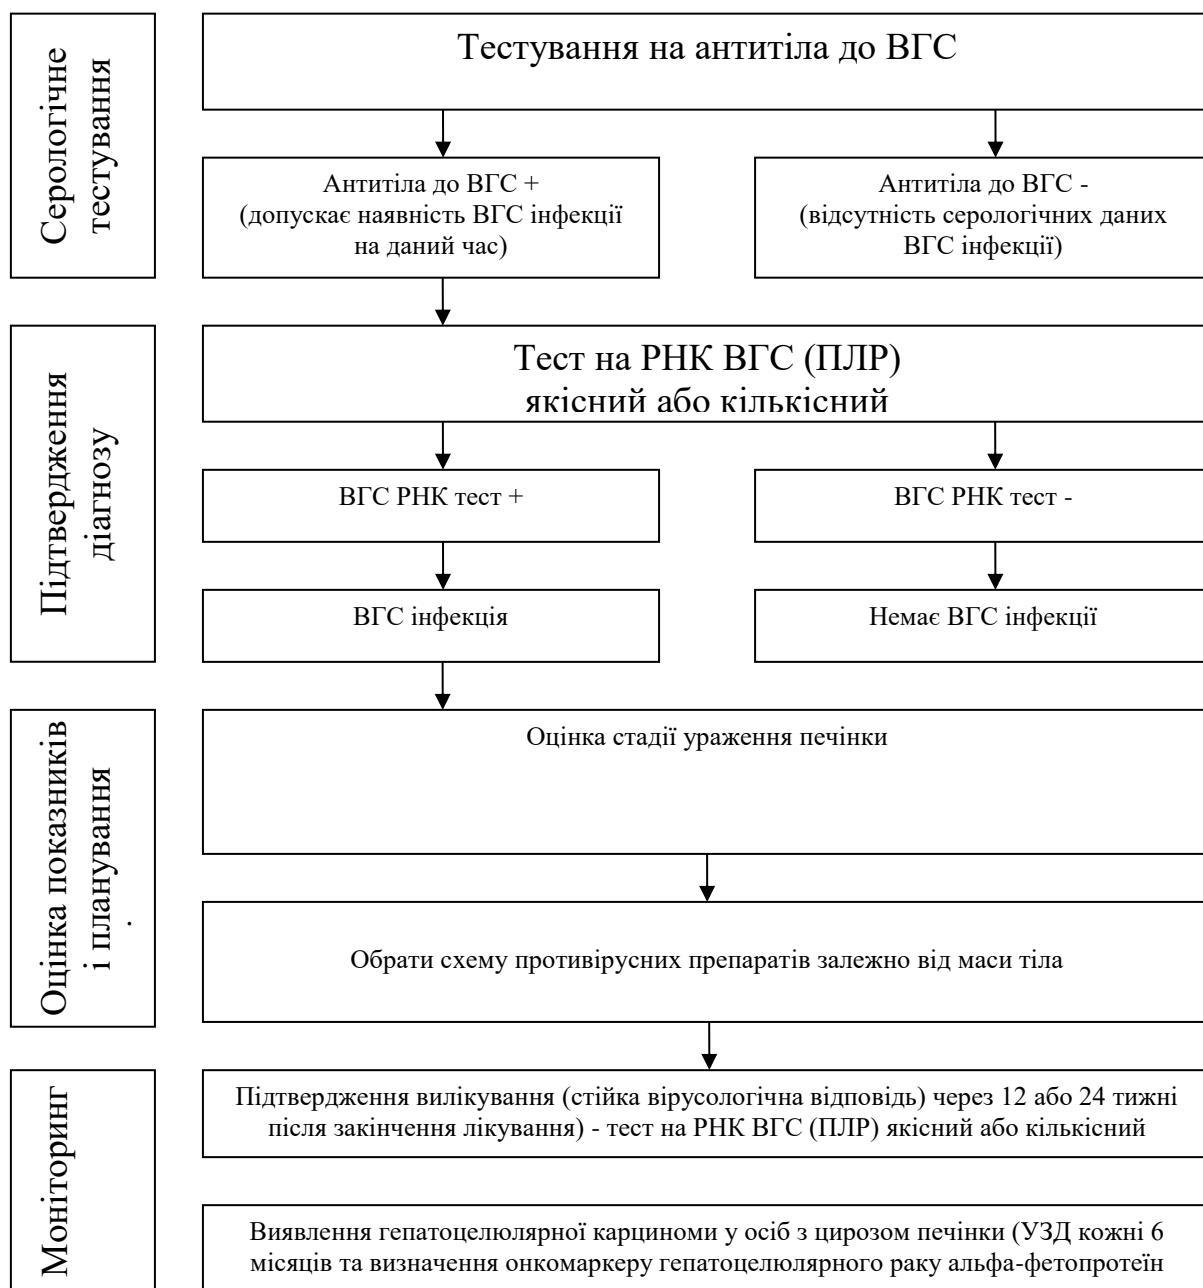 Серологічне
тестування
Тестування на антитіла до ВГС
Антитіла до ВГС +
(допускає наявність ВГС інфекції
на даний час)
Антитіла до ВГС -
(відсутність серологічних даних
ВГС інфекції)
Підтвердження
діагнозу
Тест на РНК ВГС (ПЛР)
якісний або кількісний
ВГС РНК тест +
ВГС РНК тест -
ВГС інфекція
Немає ВГС інфекції
Оцінка показників
і планування
Оцінка стадії ураження печінки
Обрати схему противірусних препаратів залежно від маси тіла
Моніторинг
Підтвердження вилікування (стійка вірусологічна відповідь) через 12 або 24 тижні
після закінчення лікування) - тест на РНК ВГС (ПЛР) якісний або кількісний
Виявлення гепатоцелюлярної карциноми у осіб з цирозом печінки (УЗД кожні 6
місяців та визначення онкомаркеру гепатоцелюлярного раку альфа-фетопротеїн